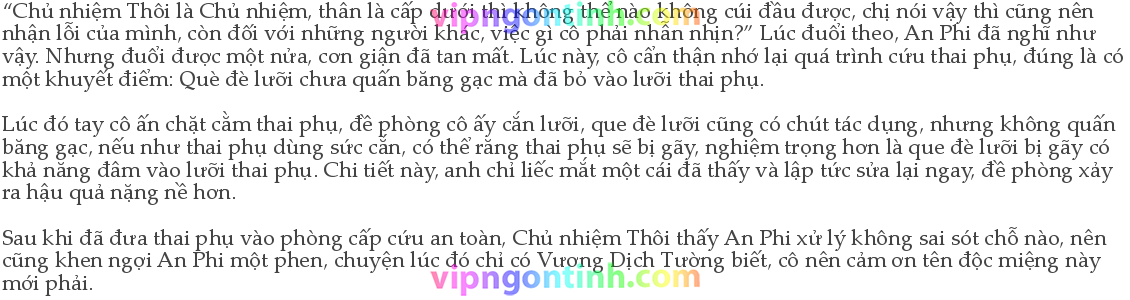 “Chủ nhiệm Thôi là Chủ nhiệm, thân là cấp dưới thì không thể nào không cúi đầu được, chị nói vậy thì cũng nên
nhận lỗi của mình, còn đối với những người khác, việc gì cô phải nhân nhịn?” Lúc đuổi theo, An Phi đã nghĩ như
vậy. Nhưng đuổi được một nửa, cơn giận đã tan mất. Lúc này, cô cẩn thận nhớ lại quá trình cứu thai phụ, đúng là có
một khuyết điểm: Què đè lưỡi chưa quấn băng gạc mà đã bỏ vào lưỡi thai phụ.
Lúc đó tay cô ấn chặt cằm thai phụ, đề phòng cô ấy cắn lưỡi, que đè lưỡi cũng có chút tác dụng, nhưng không quấn
băng gạc, nếu như thai phụ dùng sức cắn, có thể răng thai phụ sẽ bị gãy, nghiệm trọng hơn là que đè lưỡi bị gãy có
khả năng đâm vào lưỡi thai phụ. Chi tiết này, anh chỉ liếc mắt một cái đã thấy và lập tức sửa lại ngay, đề phòng xảy
ra hậu quả nặng nề hơn.
Sau khi đã đưa thai phụ vào phòng cấp cứu an toàn, Chủ nhiệm Thôi thấy An Phi xử lý không sai sót chỗ nào, nên
cũng khen ngợi An Phi một phen, chuyện lúc đó chỉ có Vương Dịch Tường biết, cô nên cảm ơn tên độc miệng này
mới phải.
vipngontinh.com
vipngontinh.com